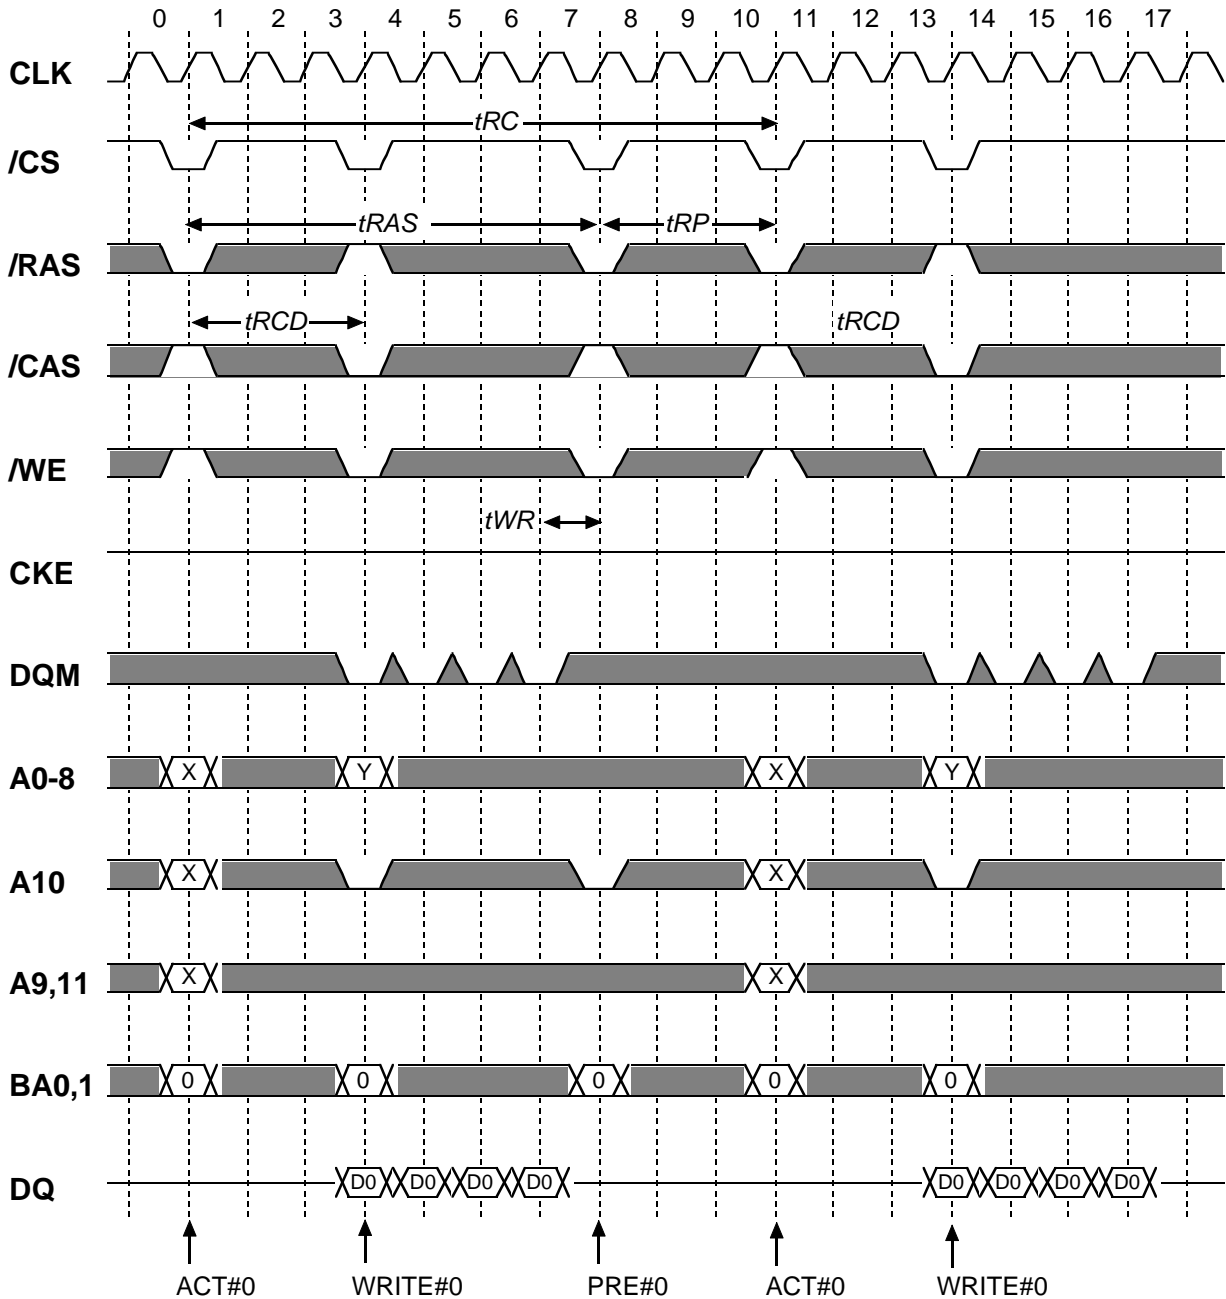 0 1 2 3 4 5 6 7 8 9 10 11 12 13 14 15 16 17
CLK
tRC
/CS
tRAS tRP
/RAS
tRCD tRCD
/CAS
/WE
tWR
CKE
DQM
A0-8 X Y X Y
A10 X X
A9,11 X X
BA0,1 0 0 0 0 0
DQ D0 D0 D0 D0 D0 D0 D0 D0
ACT#0 WRITE#0 PRE#0 ACT#0 WRITE#0